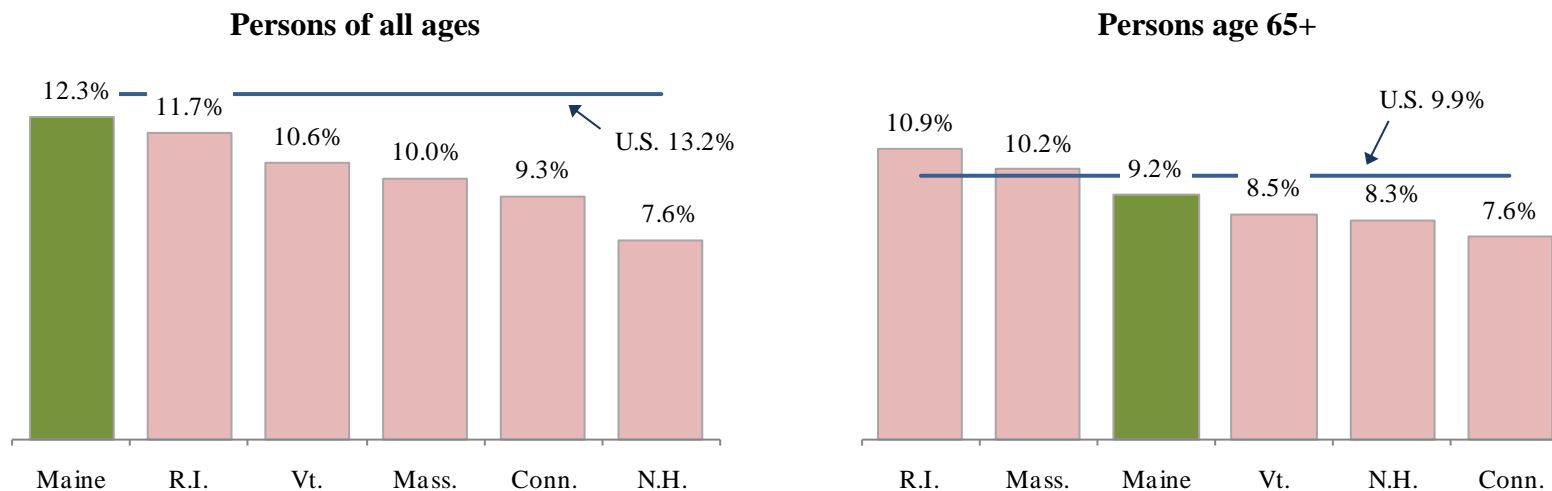 Persons of all ages
12.3%
11.7%
10.6%
10.0%
9.3%
7.6%
U.S. 13.2%
Maine
R.I.
Vt.
Mass.
Conn.
N.H.
Persons age 65+
10.9%
10.2%
9.2%
8.5%
8.3%
7.6%
U.S. 9.9%
R.I.
Mass.
Maine
Vt.
N.H.
Conn.